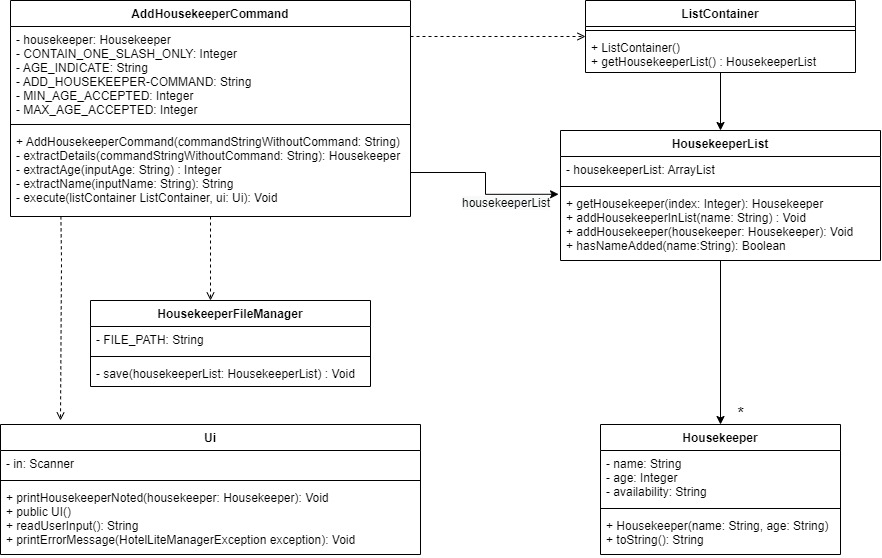 AddHousekeeperCommand
- housekeeper: Housekeeper
- CONTAIN_ONE_SLASH_ONLY: Integer
- AGE_INDICATE: String
- ADD_HOUSEKEEPER-COMMAND: String
- MIN_AGE_ACCEPTED: Integer
- MAX_AGE_ACCEPTED: Integer
+ AddHousekeeperCommand(commandStringWithoutCommand: String)
- extractDetails(commandStringWithoutCommand: String): Housekeeper
- extractAge(inputAge: String) : Integer
- extractName(inputName: String): String
- execute(listContainer ListContainer, ui: Ui): Void
ListContainer
+ ListContainer()
+ getHousekeeperList() : HousekeeperList
HousekeeperList
- housekeeperList: ArrayList
+ getHousekeeper(index: Integer): Housekeeper
+ addHousekeeperInList(name: String) : Void
+ addHousekeeper(housekeeper: Housekeeper): Void
+ hasNameAdded(name:String): Boolean
housekeeperList
HousekeeperFileManager
- FILE_PATH: String
- save(housekeeperList: HousekeeperList) : Void
*
Ui
- in: Scanner
+ printHousekeeperNoted(housekeeper: Housekeeper): Void
+ public UI()
+ readUserInput(): String
+ printErrorMessage(HotelLiteManagerException exception): Void
Housekeeper
- name: String
- age: Integer
- availability: String
+ Housekeeper(name: String, age: String)
+ toString(): String